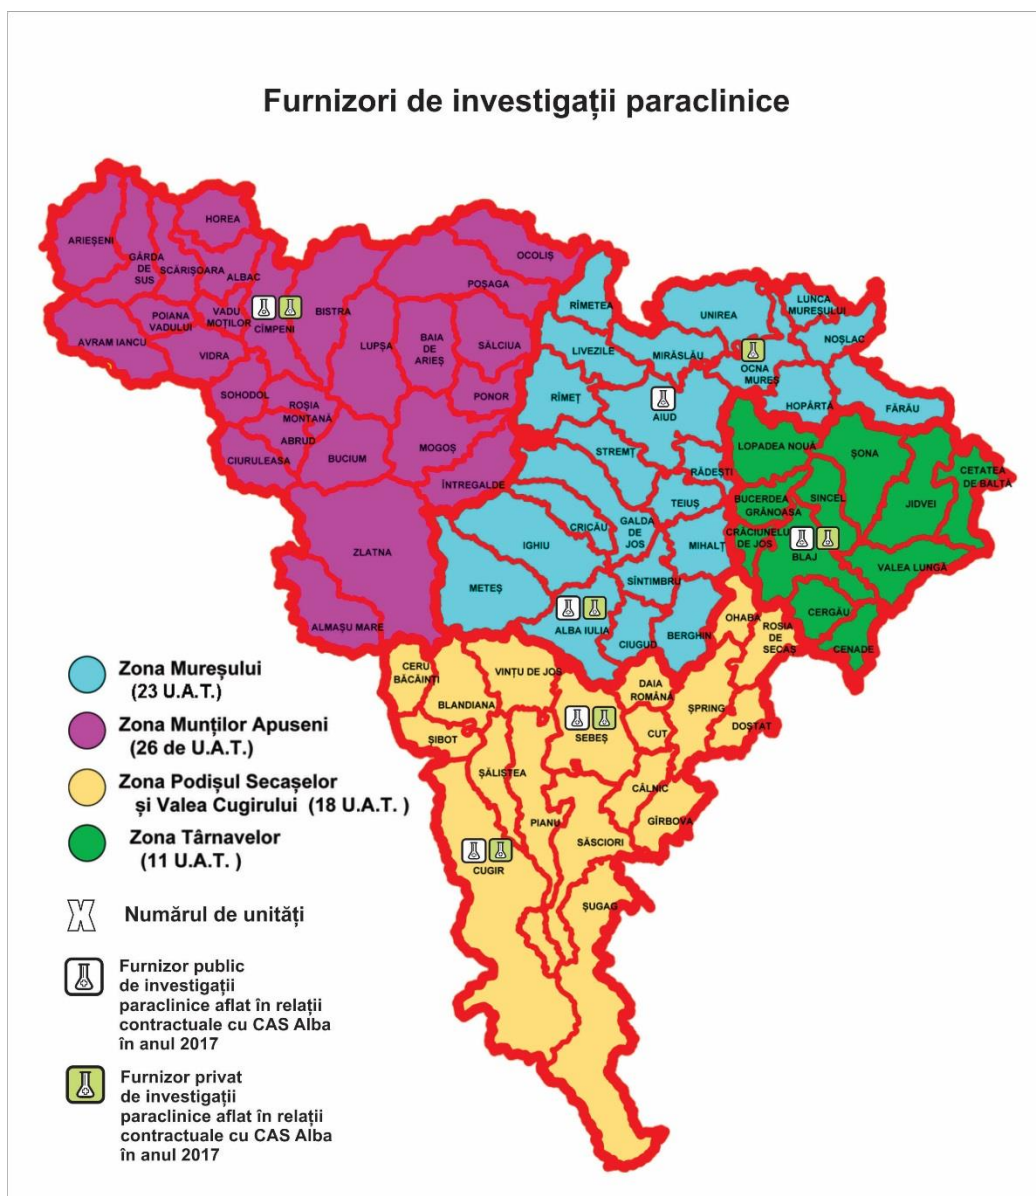 Furnizori de investigații paraclinice
HOREA
ARIEȘENI
GÂRDA
DE
SUS
SCĂRIȘOARA
ALBAC
OCOLIȘ
POȘAGA
RÎMETEA
LUNCA
MUREȘULUI
UNIREA
POIANA
VADULUI
VADU
MOȚILOR
CÎMPENI
BISTRA
AVRAM IANCU
VIDRA
LUPȘA
BAIA
DE
ARIEȘ
SĂLCIUA
LIVEZILE
MIRĂSLĂU
NOȘLAC
OCNA
MUREȘ
SOHODOL
ROȘIA
MONTANĂ
PONOR
RÎMEȚ
AIUD
HOPÂRTA
FĂRĂU
ABRUD
CIURULEASA
BUCIUM
MOGOȘ
STREMȚ
LOPADEA NOUĂ
ȘONA
RĂDEȘTI
CETATEA
DE BALTĂ
ÎNTREGALDE
TEIUȘ
BUCERDEA
GRÂNOASA
SINCEL
JIDVEI
CRICĂU
GALDA
DE
JOS
ZLATNA
IGHIU
MIHALȚ
CRĂCIUNELU
DE JOS
BLAJ
VALEA LUNGĂ
METEȘ
SÎNTIMBRU
CERGĂU
ALMAȘU MARE
ALBA IULIA
CIUGUD
BERGHIN
OHABA
ROSIA
DE
SECAȘ
CENADE
CERU
BĂCĂINȚI
VINȚU DE JOS
BLANDIANA
DAIA
ROMÂNĂ
ȘPRING
DOȘTAT
ȘIBOT
SEBEȘ
CUT
SĂLIȘTEA
CÂLNIC
PIANU
GÎRBOVA
SĂSCIORI
CUGIR
ȘUGAG
Zona Mureșului
(23 U.A.T.)
Zona Munților Apuseni
(26 de U.A.T.)
Zona Podișul Secașelor
și Valea Cugirului (18 U.A.T. )
Zona Târnavelor
(11 U.A.T. )
Numărul de unități
Furnizor public
de investigații
paraclinice aflat în relații
contractuale cu CAS Alba
în anul 2017
Furnizor privat
de investigații
paraclinice aflat în relații
contractuale cu CAS Alba
în anul 2017